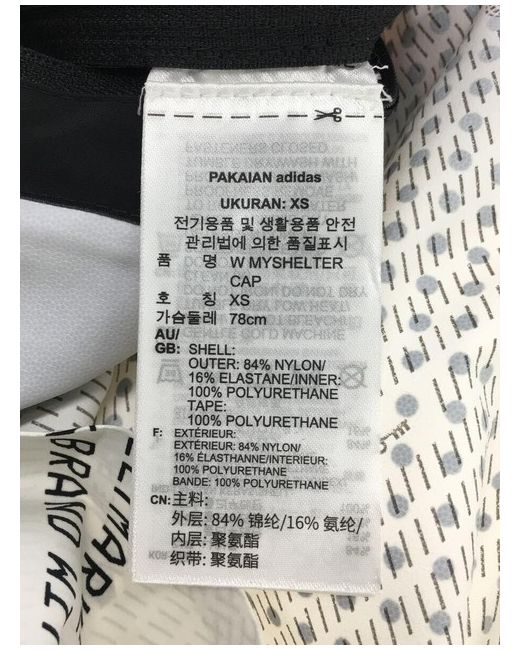 PAKAIAN adidas
UKURAN: XS
전기용품 및 생활용품 안전
관리법에 의한 품질표시
품 명 W MYSHELTER
CAP
호 칭 XS
가슴둘레 78cm
AU/
GB: SHELL:
OUTER: 84% NYLON/
16% ELASTANE/INNER:
100% POLYURETHANE
TAPE:
100% POLYURETHANE
F: EXTÉRIEUR:
EXTÉRIEUR: 84% NYLON/
16% ÉLASTHANNE/INTERIEUR:
100% POLYURETHANE
BANDE: 100% POLYURETHANE
CN: 主料:
外层: 84% 锦纶/16% 氨纶/
内层: 聚氨酯
织带: 聚氨酯
BRAND WIT